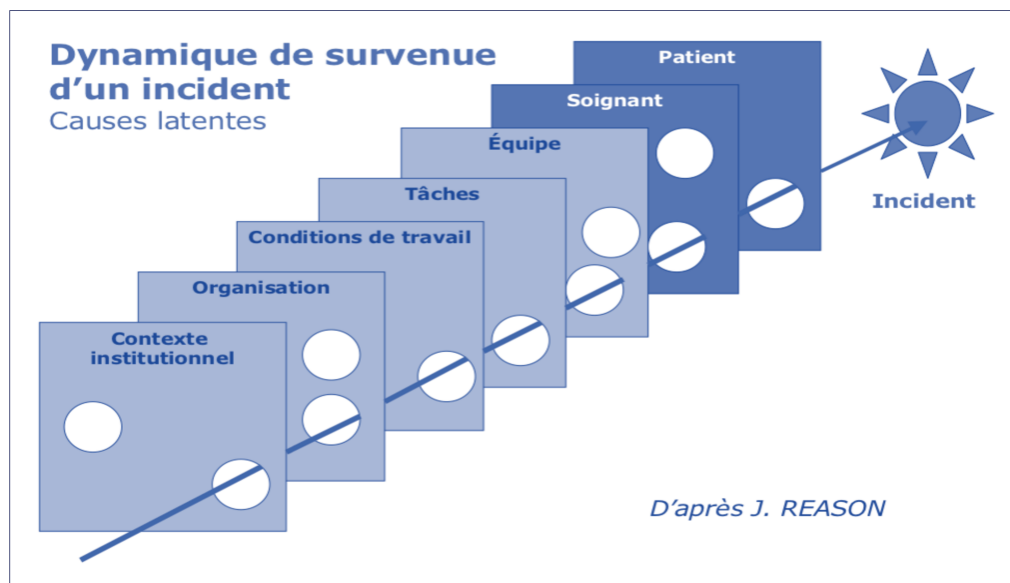 Dynamique de survenue
d'un incident
Causes latentes
Patient
Soignant
Équipe
Tâches
Conditions de travail
Organisation
Contexte
institutionnel
Incident
D'après J. REASON